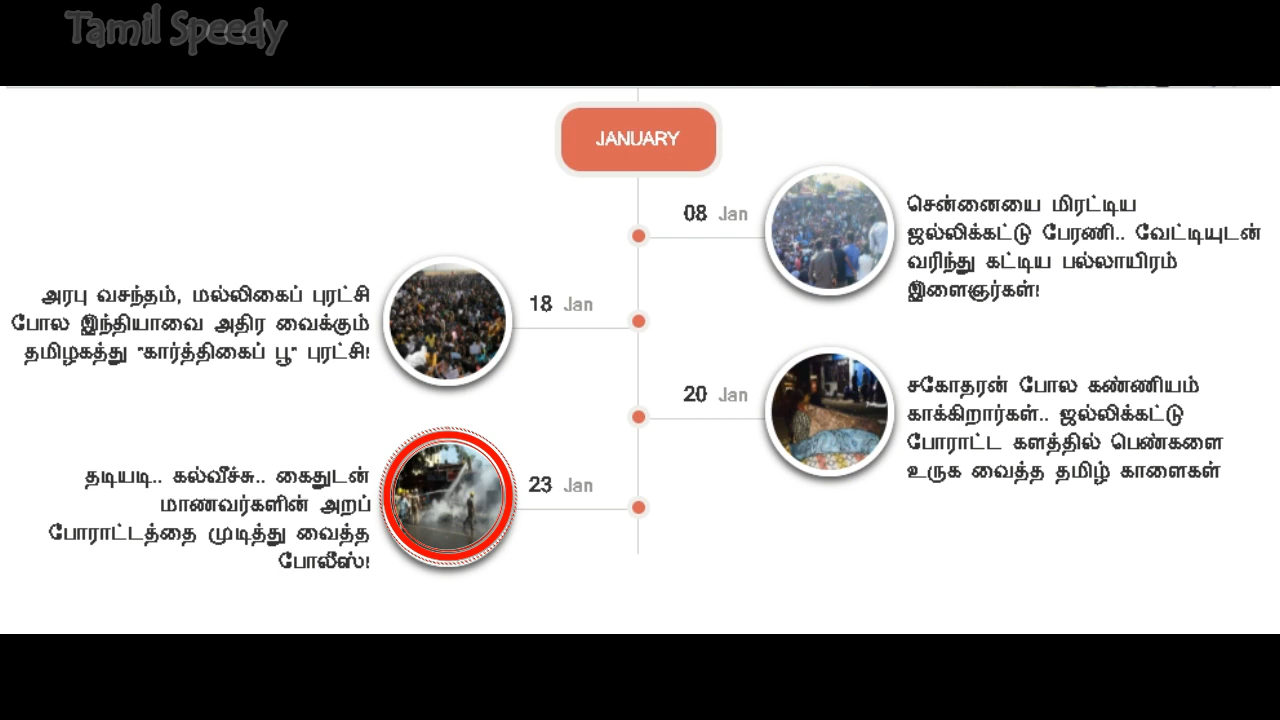 Tamil Speedy
JANUARY
08 Jan
சென்னையை மிரட்டிய
ஜல்லிக்கட்டு பேரணி.. வேட்டியுடன்
வரிந்து கட்டிய பல்லாயிரம்
இளைஞர்கள்!
18 Jan
அரபு வசந்தம், மல்லிகைப் புரட்சி
போல இந்தியாவை அதிர வைக்கும்
தமிழகத்து "கார்த்திகைப் பூ" புரட்சி!
20 Jan
சகோதரன் போல கண்ணியம்
காக்கிறார்கள்.. ஜல்லிக்கட்டு
போராட்ட களத்தில் பெண்களை
உருக வைத்த தமிழ் காளைகள்
23 Jan
தடியடி.. கல்வீச்சு.. கைதுடன்
மாணவர்களின் அறப்
போராட்டத்தை முடித்து வைத்த
போலீஸ்!